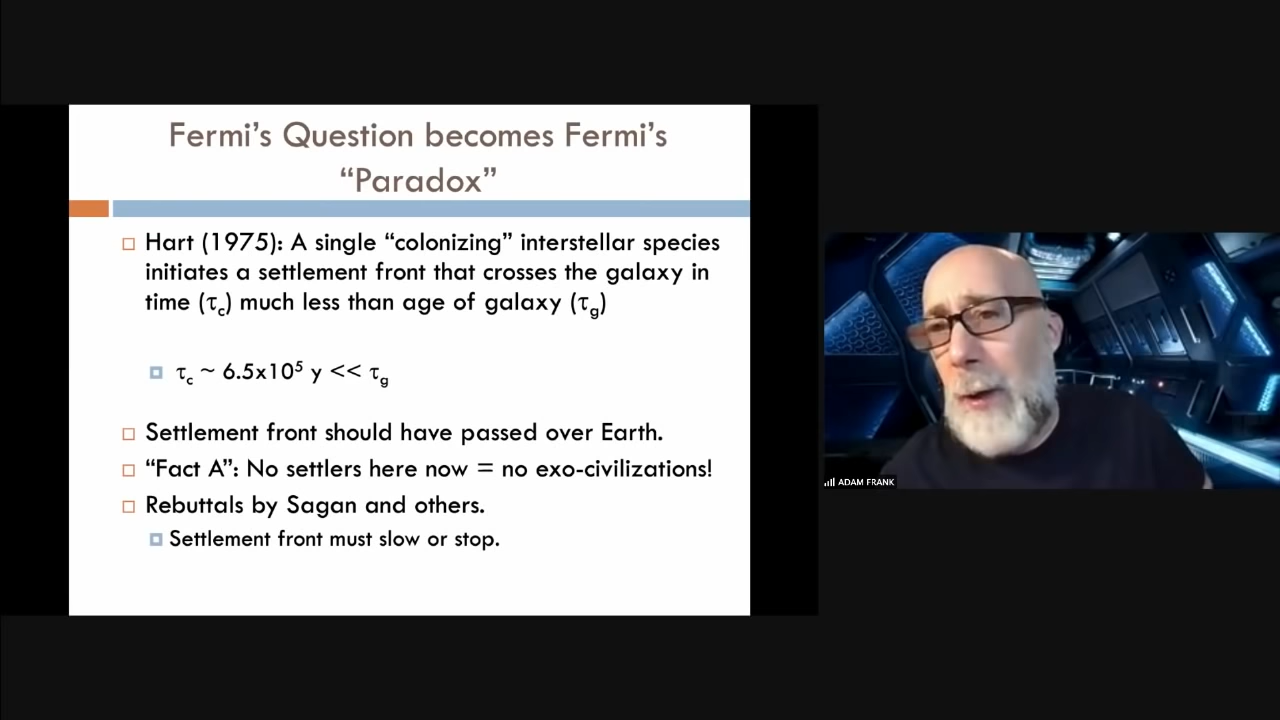 Fermi’s Question becomes Fermi’s
“Paradox”
Hart (1975): A single “colonizing” interstellar species
initiates a settlement front that crosses the galaxy in
time (τc) much less than age of galaxy (τg)
τc ~ 6.5x10⁵ y << τg
Settlement front should have passed over Earth.
“Fact A”: No settlers here now = no exo-civilizations!
Rebuttals by Sagan and others.
Settlement front must slow or stop.
ADAM FRANK